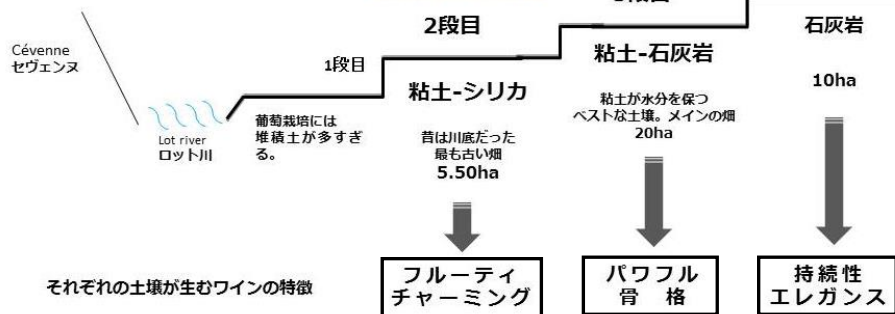 2段目
石灰岩
Cévenne
セヴェンヌ
1段目
粘土-石灰岩
粘土-シリカ
10ha
粘土が水分を保つ
ベストな土壌。メインの畑
20ha
葡萄栽培には
堆積土が多すぎ
る。
Lot river
ロット川
昔は川底だった
最も古い畑
5.50ha
それぞれの土壌が生むワインの特徴
フルーティ
チャーミング
パワフル
骨 格
持続性
エレガンス